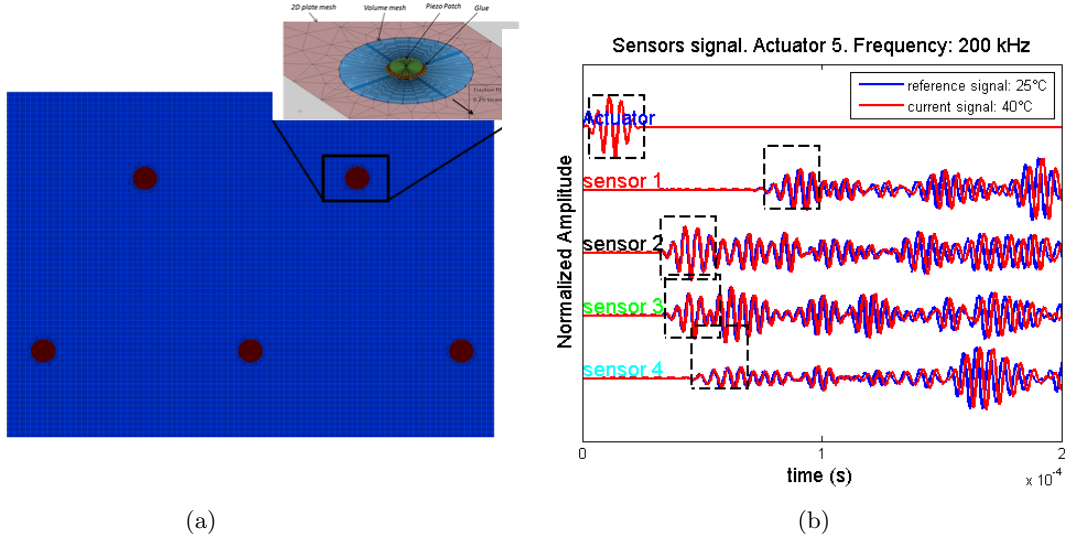 2D plate mesh
Volume mesh
Piezo Patch
Glue
(a)
Sensors signal. Actuator 5. Frequency: 200 kHz
reference signal: 25°C
current signal: 40°C
Actuator
sensor 1
sensor 2
sensor 3
sensor 4
Normalized Amplitude
0
1
2
time (s)
x 10⁻⁴
(b)